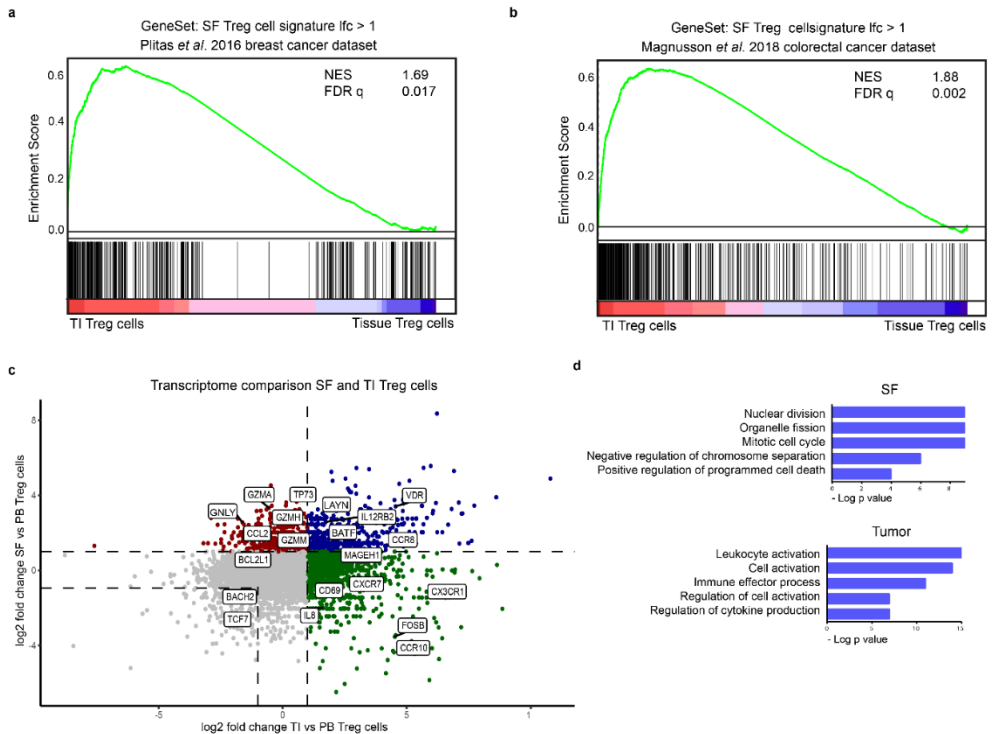 a
GeneSet: SF Treg cell signature lfc > 1
Plitas et al. 2016 breast cancer dataset
NES 1.69
FDR q 0.017
Enrichment Score
0.6
0.4
0.2
0.0
TI Treg cells
Tissue Treg cells
b
GeneSet: SF Treg cellsignature lfc > 1
Magnusson et al. 2018 colorectal cancer dataset
NES 1.88
FDR q 0.002
Enrichment Score
0.6
0.4
0.2
0.0
TI Treg cells
Tissue Treg cells
c
Transcriptome comparison SF and TI Treg cells
log2 fold change SF vs PB Treg cells
8
4
0
-4
GZMA
TP73
GNLY
GZMH
CCL2
GZMM
LAYN
VDR
IL12RB2
BATF
CCR8
BCL2L1
MAGEH1
BACH2
CD69
CXCR7
CX3CR1
TCF7
IL8
FOSB
CCR10
-5
0
5
1
log2 fold change TI vs PB Treg cells
d
SF
Nuclear division
Organelle fission
Mitotic cell cycle
Negative regulation of chromosome separation
Positive regulation of programmed cell death
0 2 4 6 8
- Log p value
Tumor
Leukocyte activation
Cell activation
Immune effector process
Regulation of cell activation
Regulation of cytokine production
0 5 10 15
- Log p value